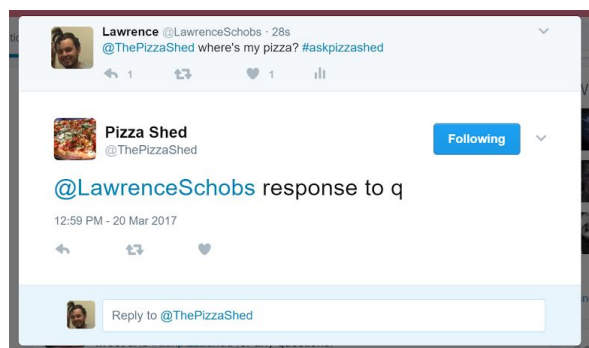 Lawrence @LawrenceSchobs · 28s
@ThePizzaShed where's my pizza? #askpizzashed
1 1
Pizza Shed
@ThePizzaShed
Following
@LawrenceSchobs response to q
12:59 PM - 20 Mar 2017
Reply to @ThePizzaShed